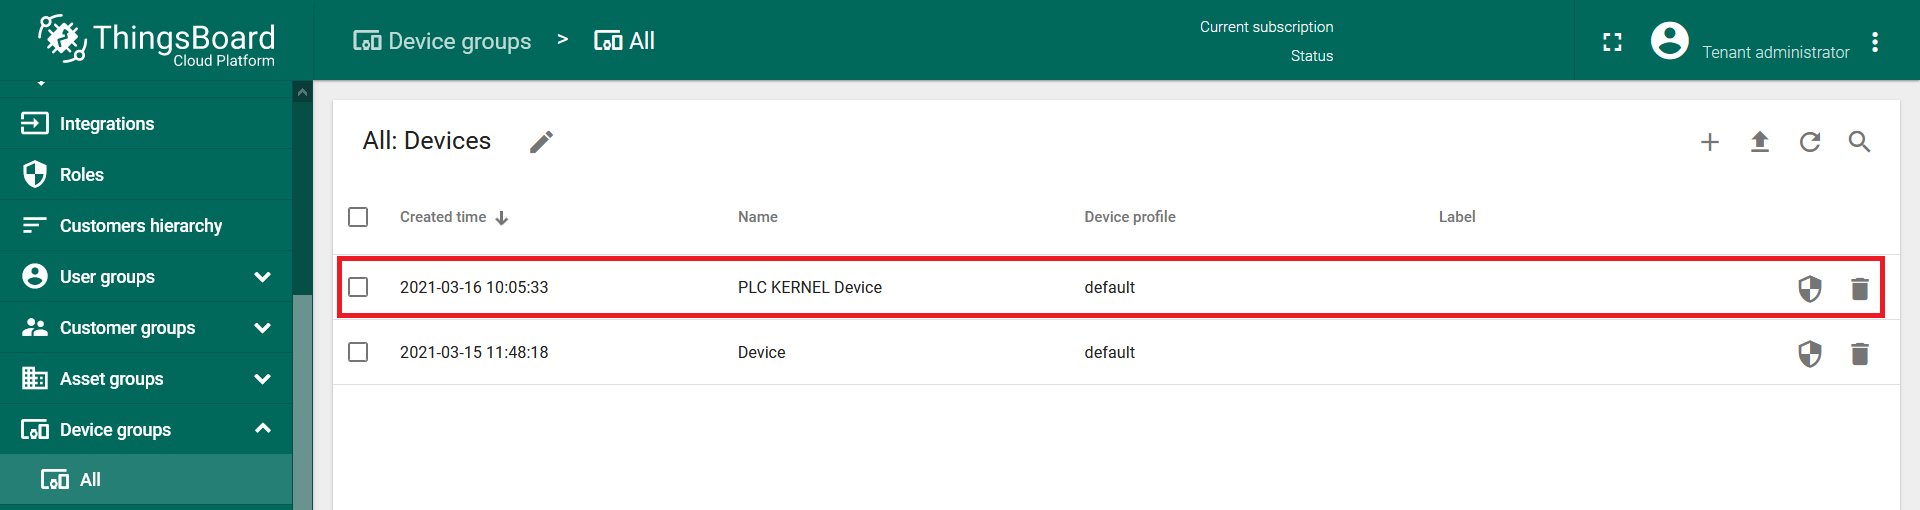 ThingsBoard
Cloud Platform
Device groups > All
Current subscription
Status
Tenant administrator
Integrations
Roles
Customers hierarchy
User groups
Customer groups
Asset groups
Device groups
All
All: Devices
Created time Name Device profile Label
2021-03-16 10:05:33 PLC KERNEL Device default
2021-03-15 11:48:18 Device default